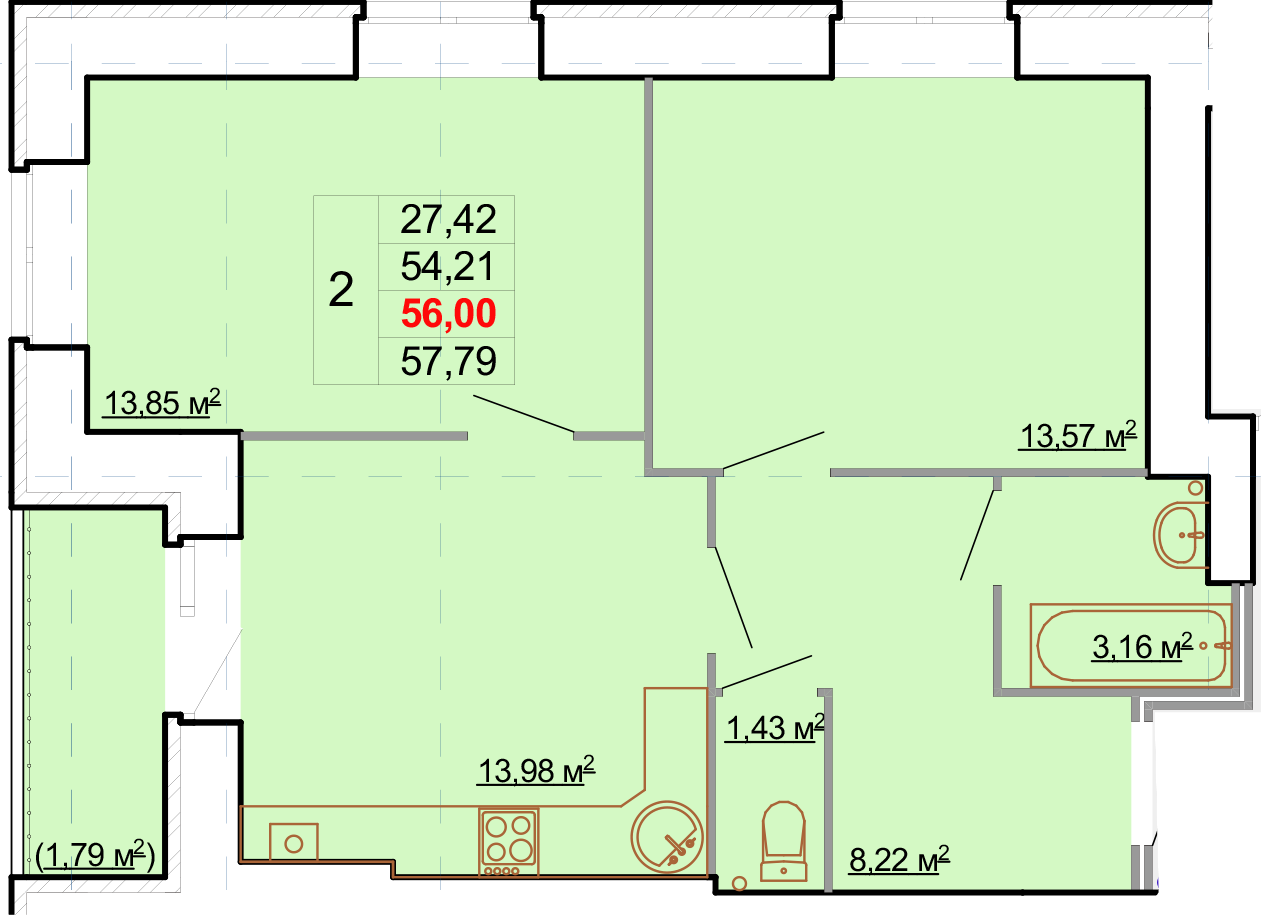 2
27,42
54,21
56,00
57,79
13,85 м²
13,57 м²
3,16 м²
1,43 м²
13,98 м²
(1,79 м²)
8,22 м²